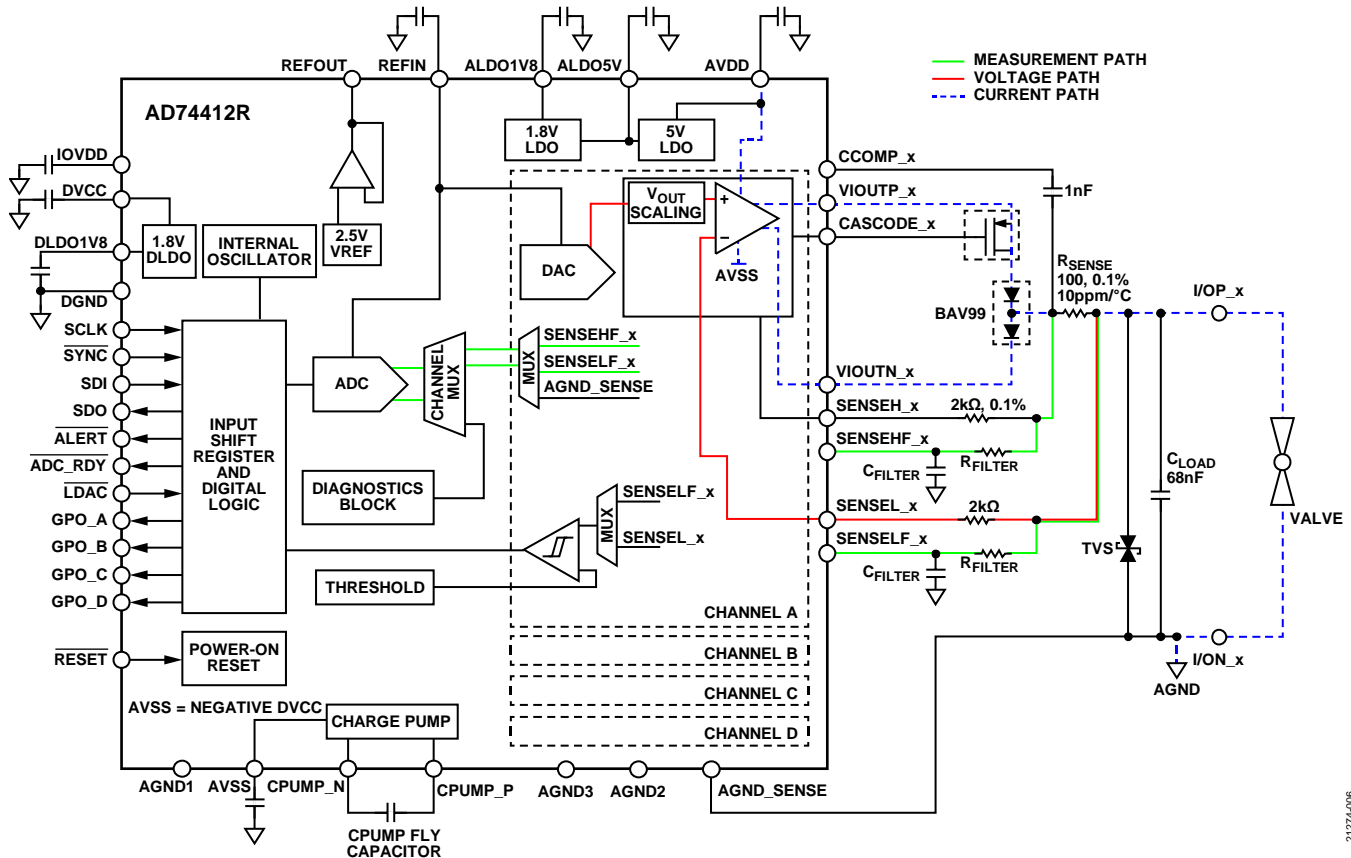 REFOUT
REFIN
ALDO1V8
ALDO5V
AVDD
MEASUREMENT PATH
VOLTAGE PATH
CURRENT PATH
AD74412R
IOVDD
DVCC
DLDO1V8
DGND
SCLK
SYNC
SDI
SDO
ALERT
ADC_RDY
LDAC
GPO_A
GPO_B
GPO_C
GPO_D
RESET
1.8V
DLDO
INTERNAL
OSCILLATOR
2.5V
VREF
1.8V
LDO
5V
LDO
INPUT
SHIFT
REGISTER
AND
DIGITAL
LOGIC
POWER-ON
RESET
ADC
CHANNEL
MUX
DIAGNOSTICS
BLOCK
THRESHOLD
DAC
VOUT
SCALING
+
–
AVSS
MUX
SENSEHF_x
SENSELF_x
AGND_SENSE
MUX
SENSELF_x
SENSEL_x
CHANNEL A
CHANNEL B
CHANNEL C
CHANNEL D
CCOMP_x
VIOUTP_x
CASCODE_x
VIOUTN_x
SENSEH_x
SENSEHF_x
SENSEL_x
SENSELF_x
1nF
RSENSE
100, 0.1%
10ppm/°C
BAV99
2kΩ, 0.1%
CFILTER
RFILTER
2kΩ
CFILTER
RFILTER
I/OP_x
CLOAD
68nF
TVS
VALVE
I/ON_x
AGND
AVSS = NEGATIVE DVCC
CHARGE PUMP
AGND1
AVSS
CPUMP_N
CPUMP_P
AGND3
AGND2
AGND_SENSE
CPUMP FLY
CAPACITOR
21274-006